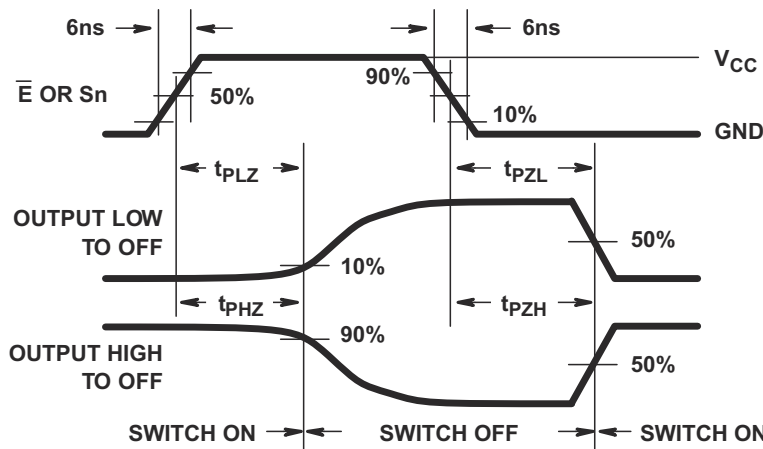 6ns 6ns
V_CC
E̅ OR Sn 50% 90% 10%
GND
t_PLZ t_PZL
OUTPUT LOW
TO OFF
10% 50%
t_PHZ t_PZH
OUTPUT HIGH
TO OFF
90% 50%
SWITCH ON SWITCH OFF SWITCH ON